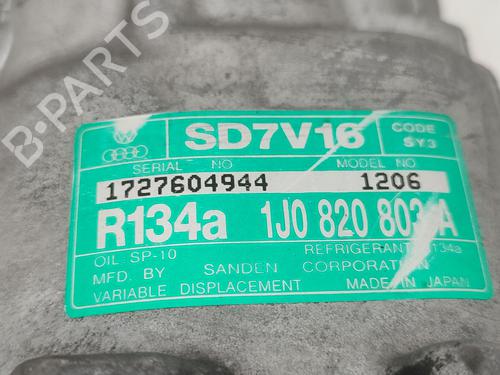 B-PARTS
SD7V16
CODE
SY3
SERIAL NO
MODEL NO
1727604944
1206
R134a
1J0 820 803 A
OIL SP-10
REFRIGERANT R134a
MFD. BY SANDEN CORPORATION
VARIABLE DISPLACEMENT
MADE IN JAPAN